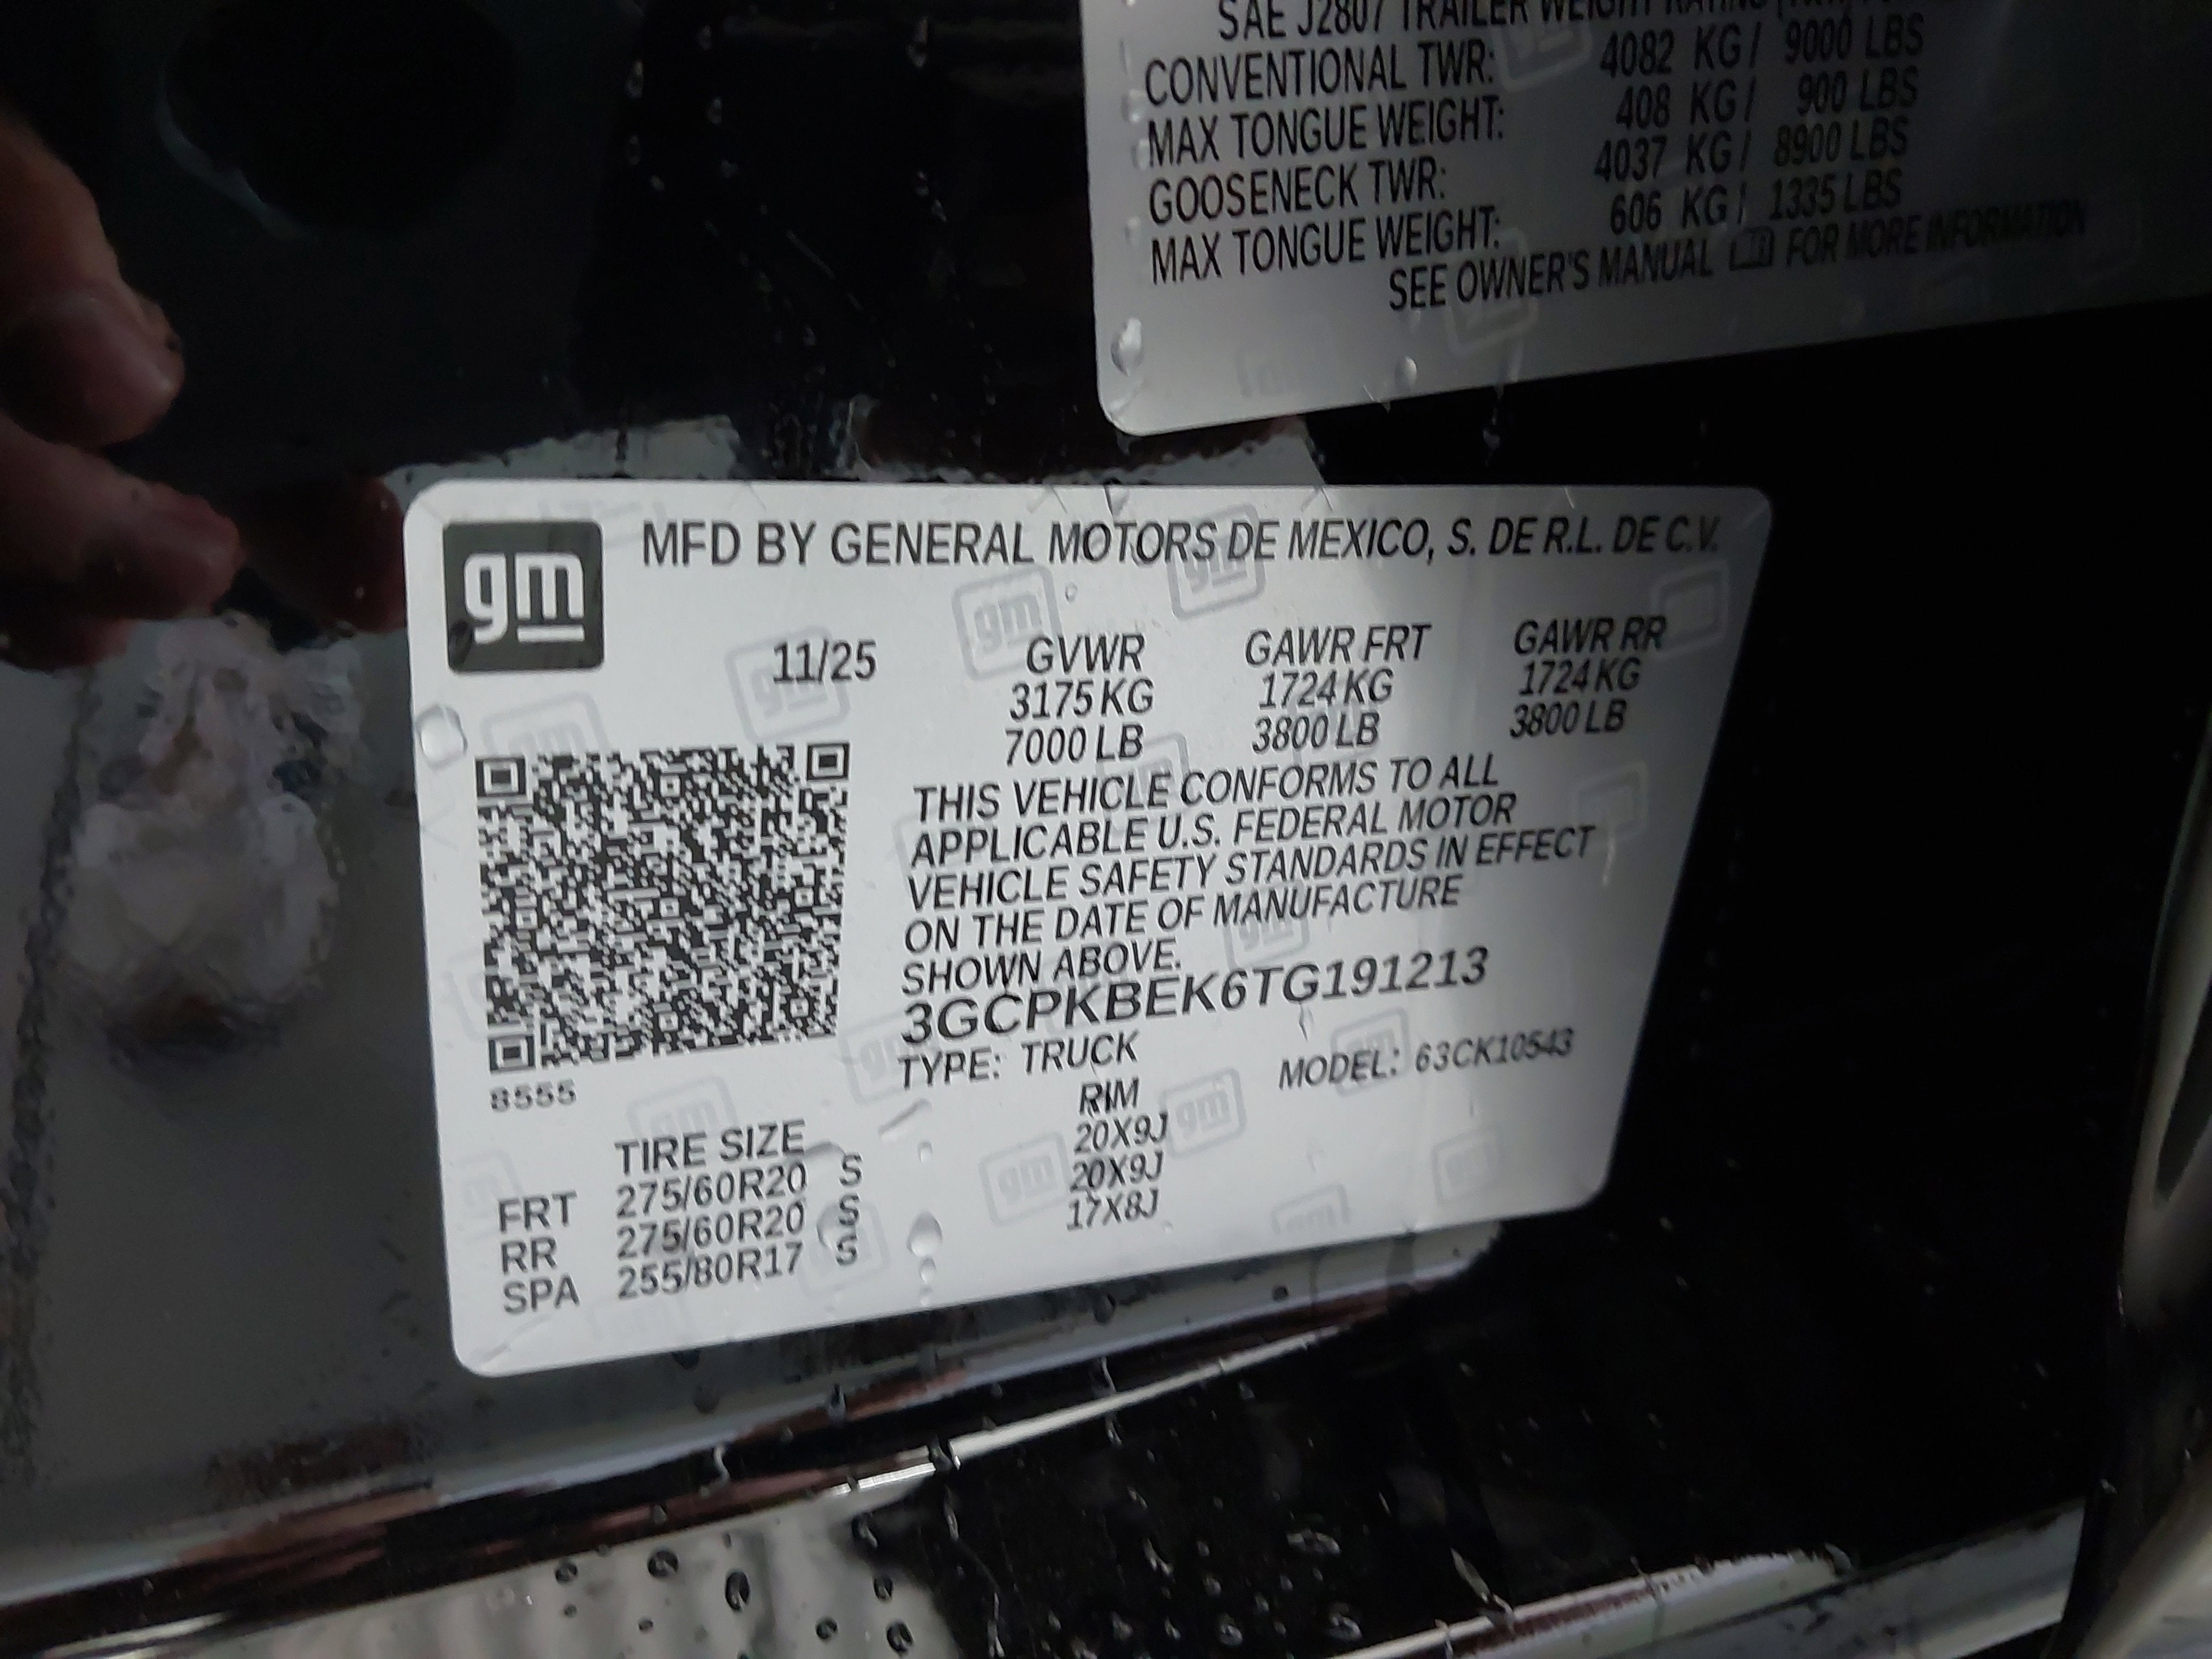 SAE J2807 TRAILER WEIGHT RATING
CONVENTIONAL TWR: 4082 KG/ 9000 LBS
MAX TONGUE WEIGHT: 408 KG/ 900 LBS
GOOSENECK TWR: 4037 KG/ 8900 LBS
MAX TONGUE WEIGHT: 606 KG/ 1335 LBS
SEE OWNER'S MANUAL FOR MORE INFORMATION
gm
MFD BY GENERAL MOTORS DE MEXICO, S. DE R.L. DE C.V.
11/25 GVWR GAWR FRT GAWR RR
3175 KG 1724 KG 1724 KG
7000 LB 3800 LB 3800 LB
THIS VEHICLE CONFORMS TO ALL
APPLICABLE U.S. FEDERAL MOTOR
VEHICLE SAFETY STANDARDS IN EFFECT
ON THE DATE OF MANUFACTURE
SHOWN ABOVE.
3GCPKBEK6TG191213
TYPE: TRUCK MODEL: 63CK10543
8555
TIRE SIZE RIM
FRT 275/60R20 S 20X9J
RR 275/60R20 S 20X9J
SPA 255/80R17 S 17X8J